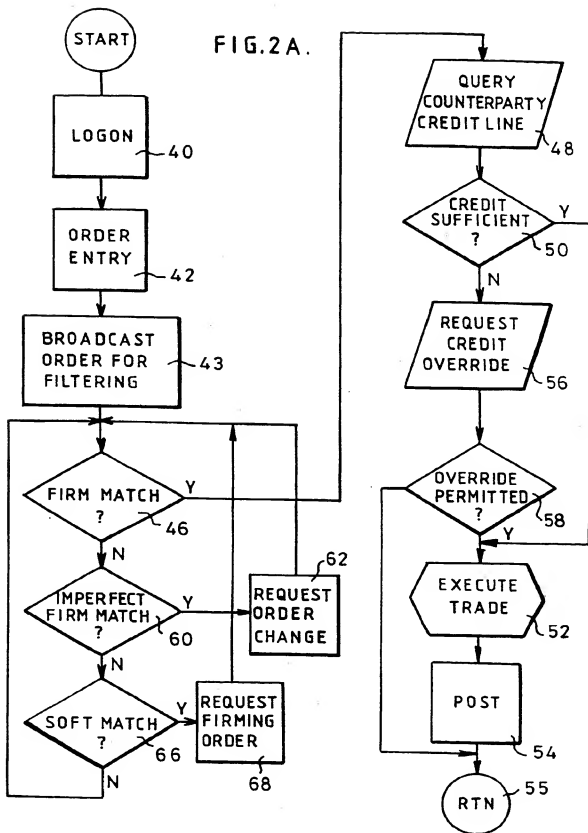 START
FIG.2A.
LOGON
40
ORDER
ENTRY
42
BROADCAST
ORDER FOR
FILTERING
43
FIRM MATCH
?
46
Y
N
IMPERFECT
FIRM MATCH
?
60
Y
N
62
REQUEST
ORDER
CHANGE
SOFT MATCH
?
66
Y
N
REQUEST
FIRMING
ORDER
68
QUERY
COUNTERPARTY
CREDIT LINE
48
CREDIT
SUFFICIENT
?
50
Y
N
REQUEST
CREDIT
OVERRIDE
56
OVERRIDE
PERMITTED
?
58
Y
EXECUTE
TRADE
52
POST
54
55
RTN